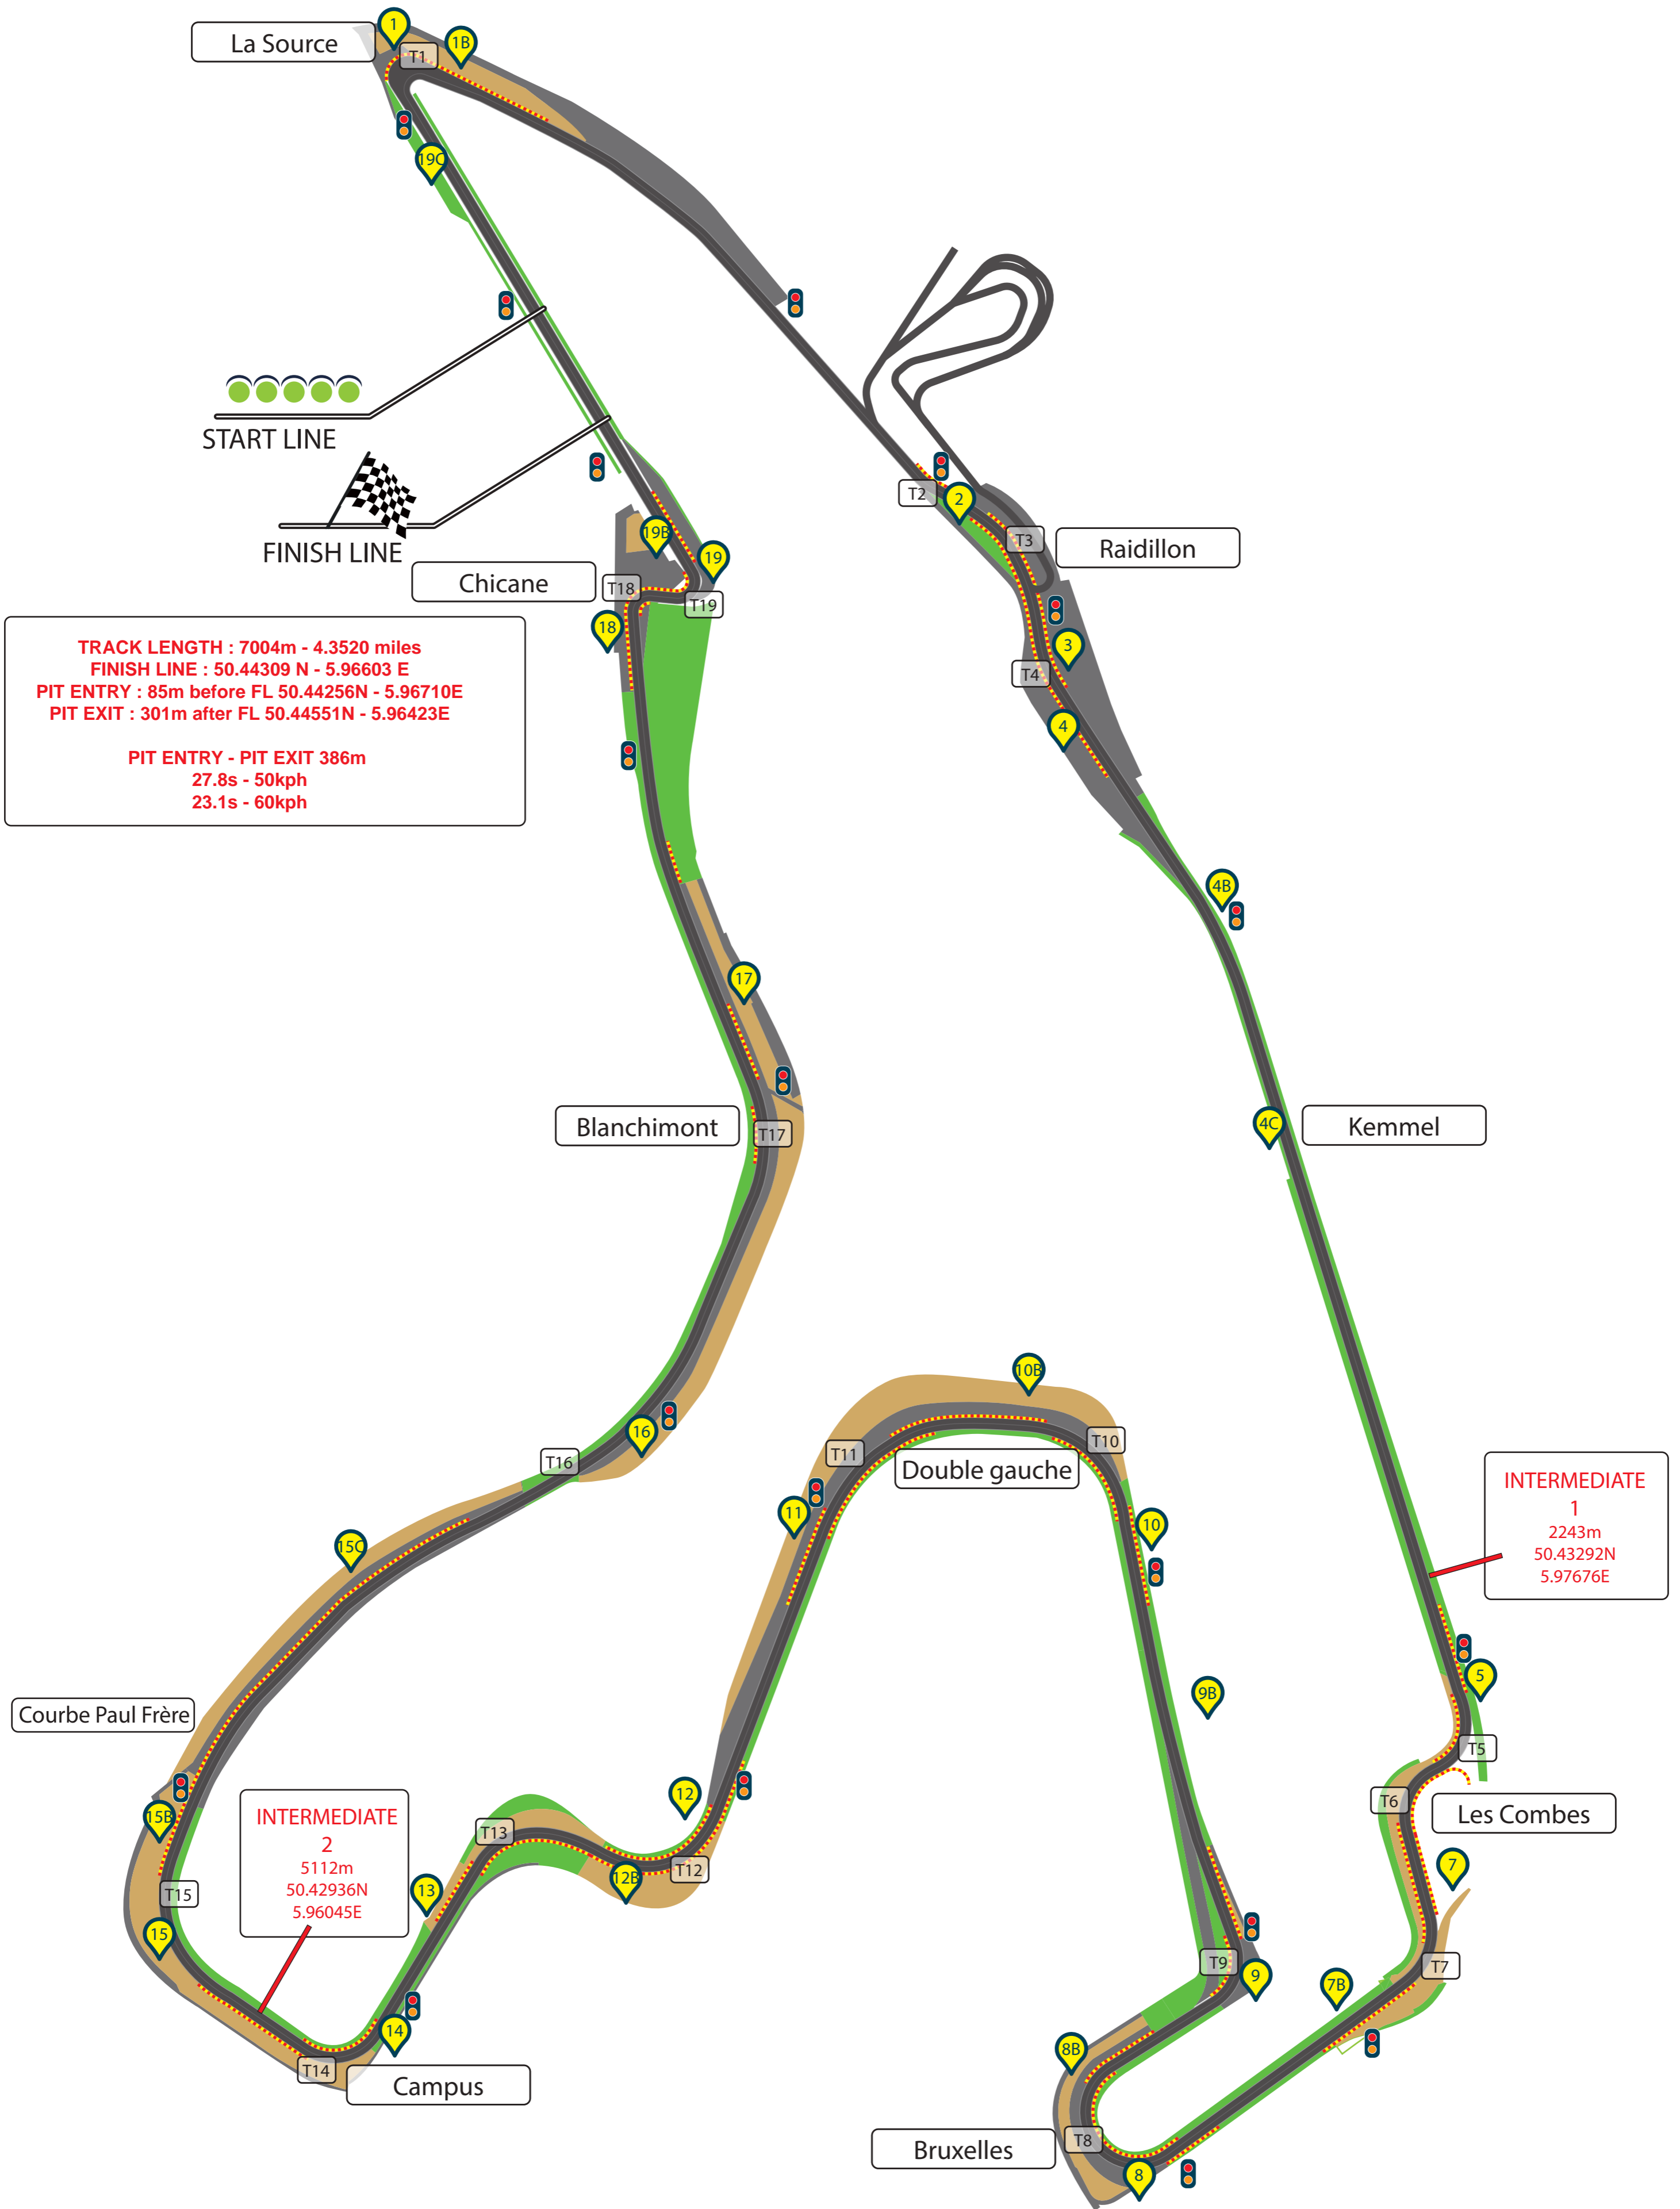 1
1B
La Source
T1
19C
START LINE
2
T2
T3
Raidillon
19B
19
FINISH LINE
Chicane
T18
T19
18
3
T4
4
TRACK LENGTH : 7004m - 4.3520 miles
FINISH LINE : 50.44309 N - 5.96603 E
PIT ENTRY : 85m before FL 50.44256N - 5.96710E
PIT EXIT : 301m after FL 50.44551N - 5.96423E
PIT ENTRY - PIT EXIT 386m
27.8s - 50kph
23.1s - 60kph
4B
17
Blanchimont
T17
4C
Kemmel
10B
16
T16
T11
T10
Double gauche
11
10
15C
INTERMEDIATE
1
2243m
50.43292N
5.97676E
5
9B
Courbe Paul Frère
T5
T6
Les Combes
12
15B
INTERMEDIATE
2
5112m
50.42936N
5.96045E
T13
T12
12B
7
13
T15
15
T9
9
T7
7B
14
8B
T14
Campus
T8
Bruxelles
8